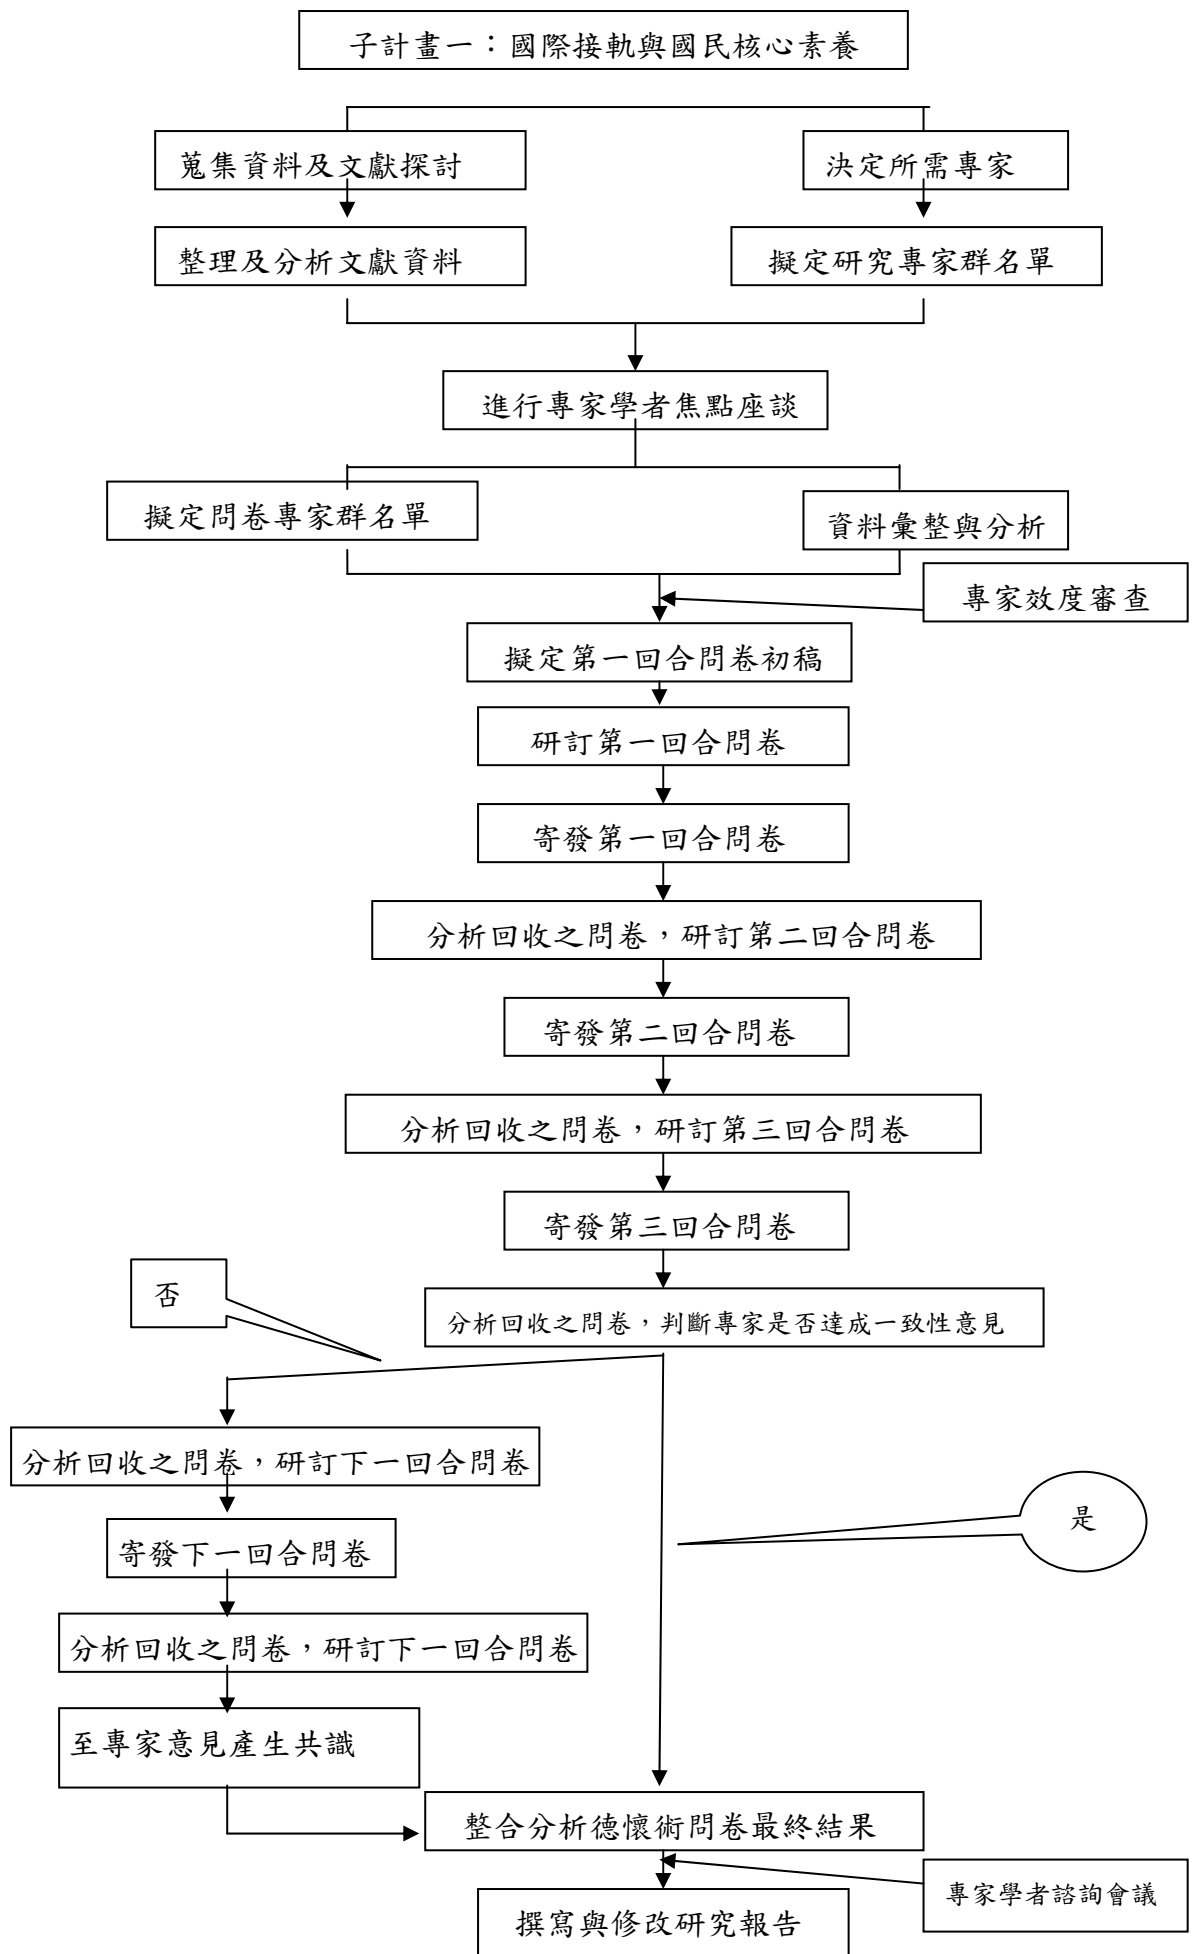 子計畫一：國際接軌與國民核心素養
蒐集資料及文獻探討
決定所需專家
整理及分析文獻資料
擬定研究專家群名單
進行專家學者焦點座談
擬定問卷專家群名單
資料彙整與分析
專家效度審查
擬定第一回合問卷初稿
研訂第一回合問卷
寄發第一回合問卷
分析回收之問卷，研訂第二回合問卷
寄發第二回合問卷
分析回收之問卷，研訂第三回合問卷
寄發第三回合問卷
否
分析回收之問卷，判斷專家是否達成一致性意見
分析回收之問卷，研訂下一回合問卷
是
寄發下一回合問卷
分析回收之問卷，研訂下一回合問卷
至專家意見產生共識
整合分析德懷術問卷最終結果
專家學者諮詢會議
撰寫與修改研究報告